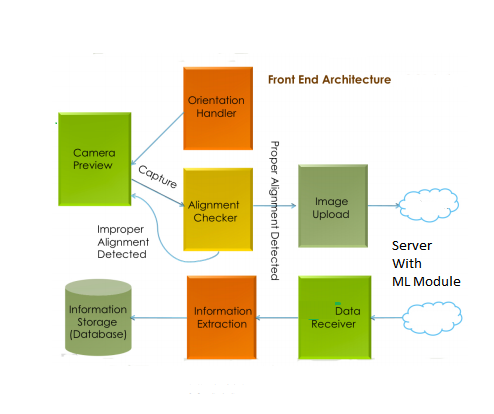 Front End Architecture
Orientation
Handler
Camera
Preview
Capture
Alignment
Checker
Proper Alignment Detected
Image
Upload
Improper
Alignment
Detected
Server
With
ML Module
Information
Storage
(Database)
Information
Extraction
Data
Receiver